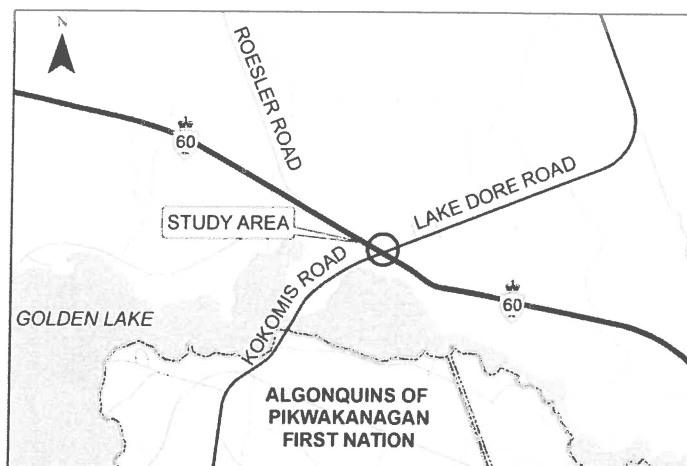 N
ROESLER ROAD
60
LAKE DORE ROAD
STUDY AREA
KOKOMIS ROAD
60
GOLDEN LAKE
ALGONQUINS OF
PIKWAKANAGAN
FIRST NATION